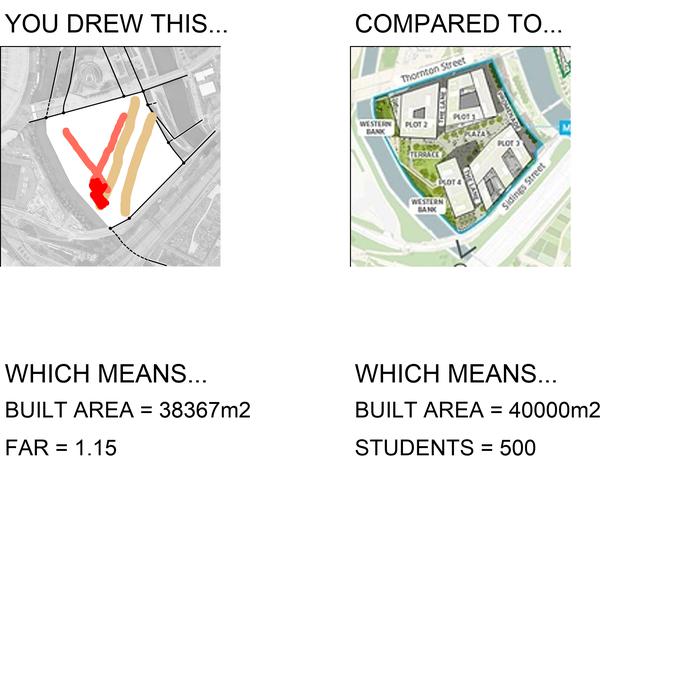 YOU DREW THIS...
COMPARED TO...
Thornton Street
WESTERN
BANK
PLOT 2
THE LANE
PLOT 1
PROMENADE
PLAZA
M
TERRACE
PLOT 3
PLOT 4
THE LANE
WESTERN
BANK
Sidings Street
WHICH MEANS...
BUILT AREA = 38367m2
FAR = 1.15
WHICH MEANS...
BUILT AREA = 40000m2
STUDENTS = 500